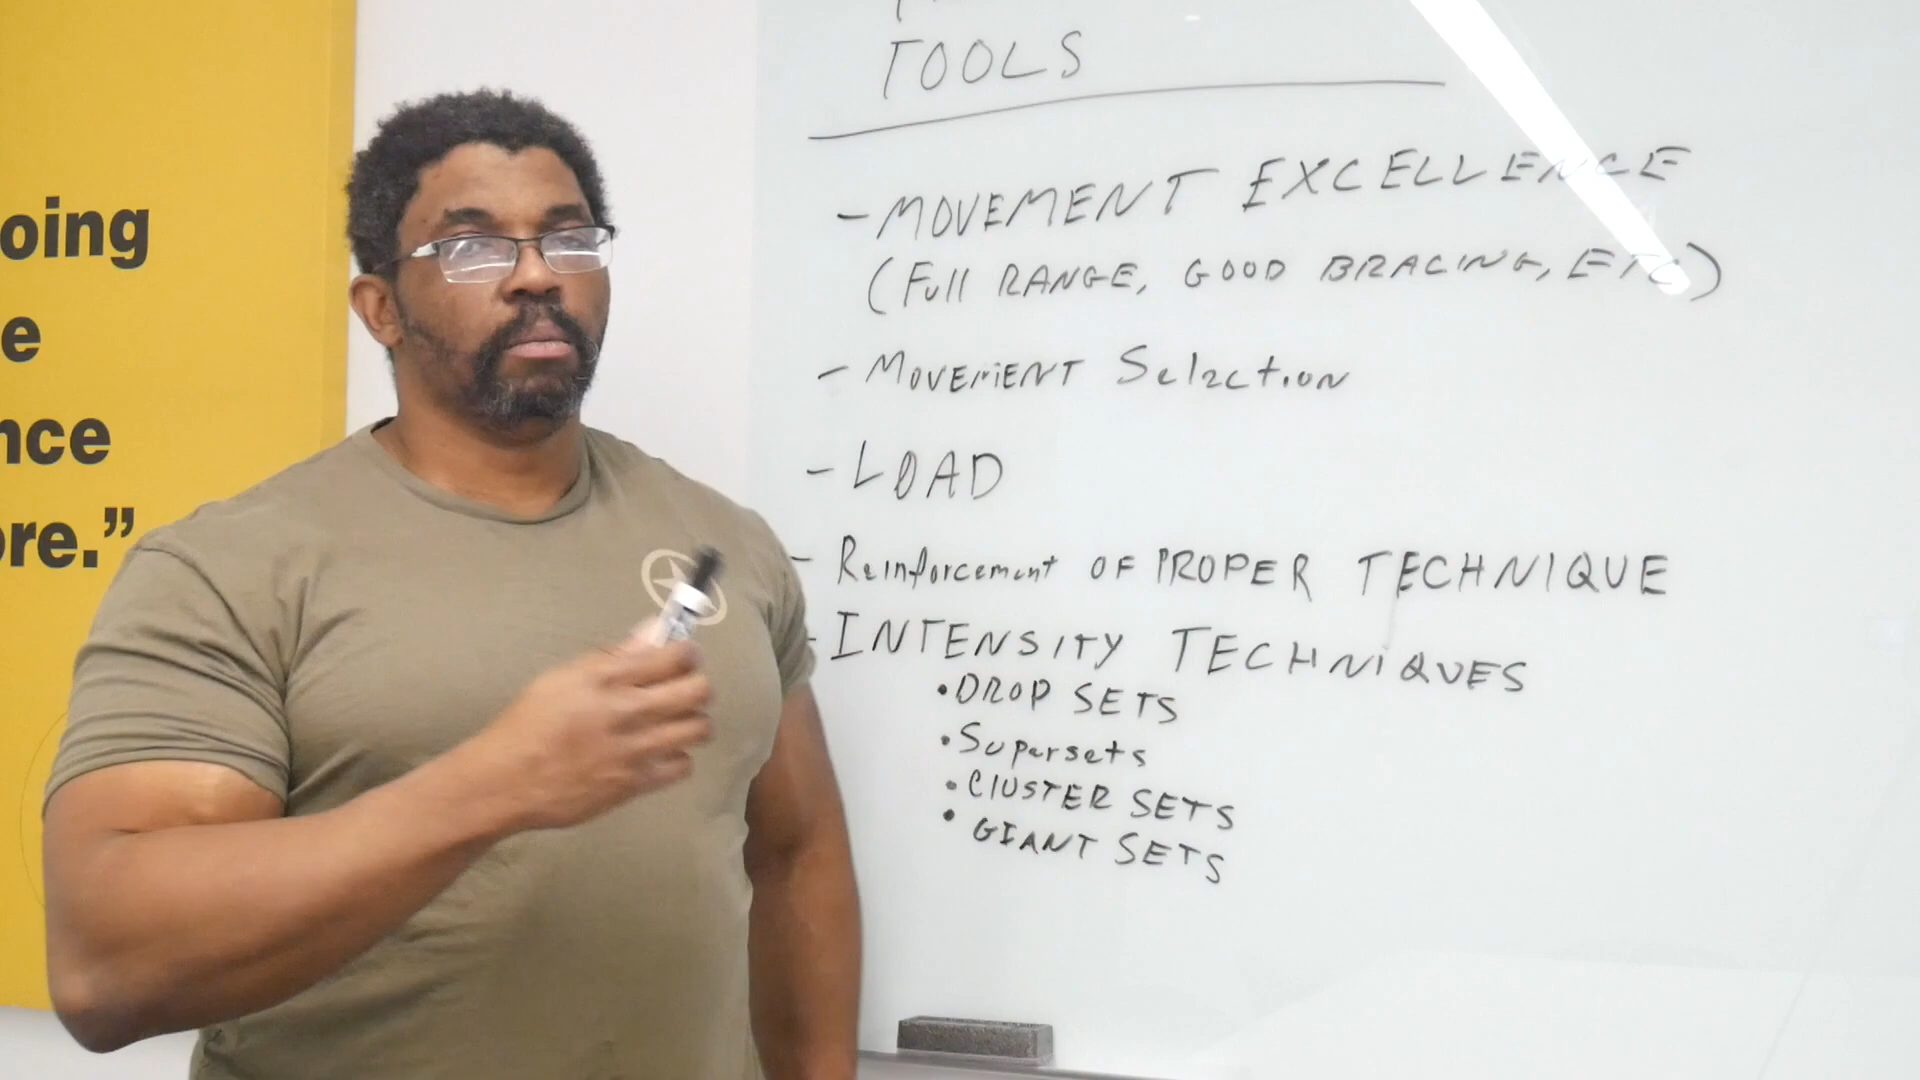 oing
e
nce
ore.”
TOOLS
- MOVEMENT EXCELLENCE
(Full RANGE, GOOD BRACING, ETC)
- MOVEMENT Selection
- LOAD
- Reinforcement OF PROPER TECHNIQUE
- INTENSITY TECHNIQUES
• DROP SETS
• Supersets
• ClUSTER SETS
• GIANT SETS